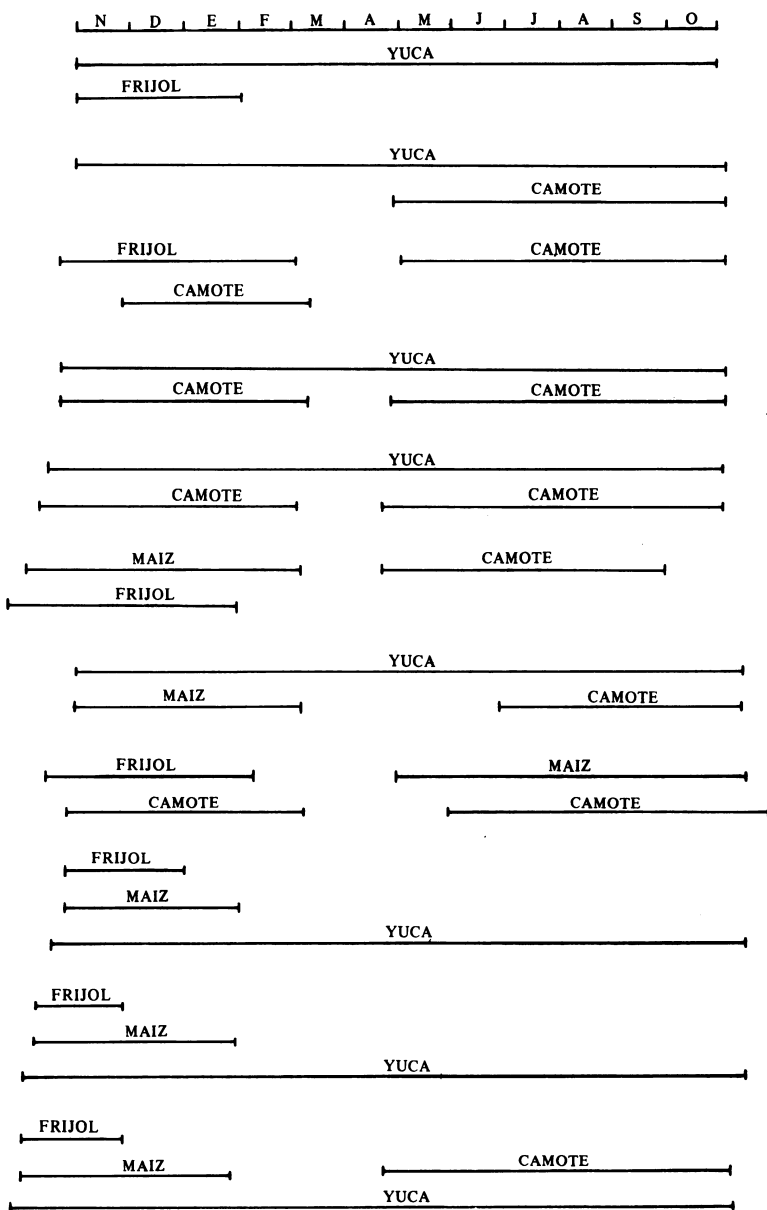 N D E F M A M J J A S O
YUCA
FRIJOL
YUCA
CAMOTE
FRIJOL CAMOTE
CAMOTE
YUCA
CAMOTE CAMOTE
YUCA
CAMOTE CAMOTE
MAIZ CAMOTE
FRIJOL
YUCA
MAIZ CAMOTE
FRIJOL MAIZ
CAMOTE CAMOTE
FRIJOL
MAIZ
YUCA
FRIJOL
MAIZ
YUCA
FRIJOL
MAIZ CAMOTE
YUCA